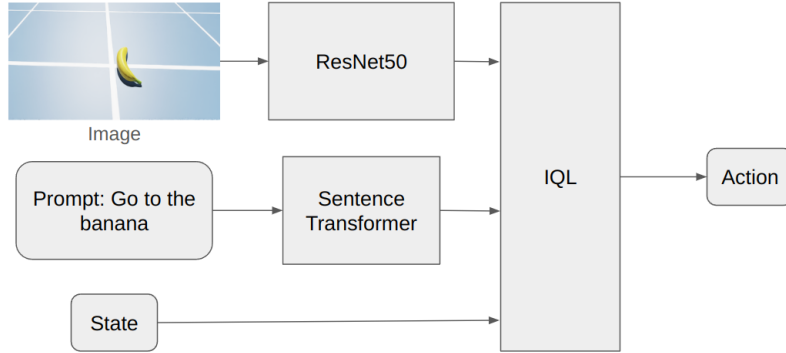 ResNet50
Image
Prompt: Go to the
banana
Sentence
Transformer
IQL
Action
State